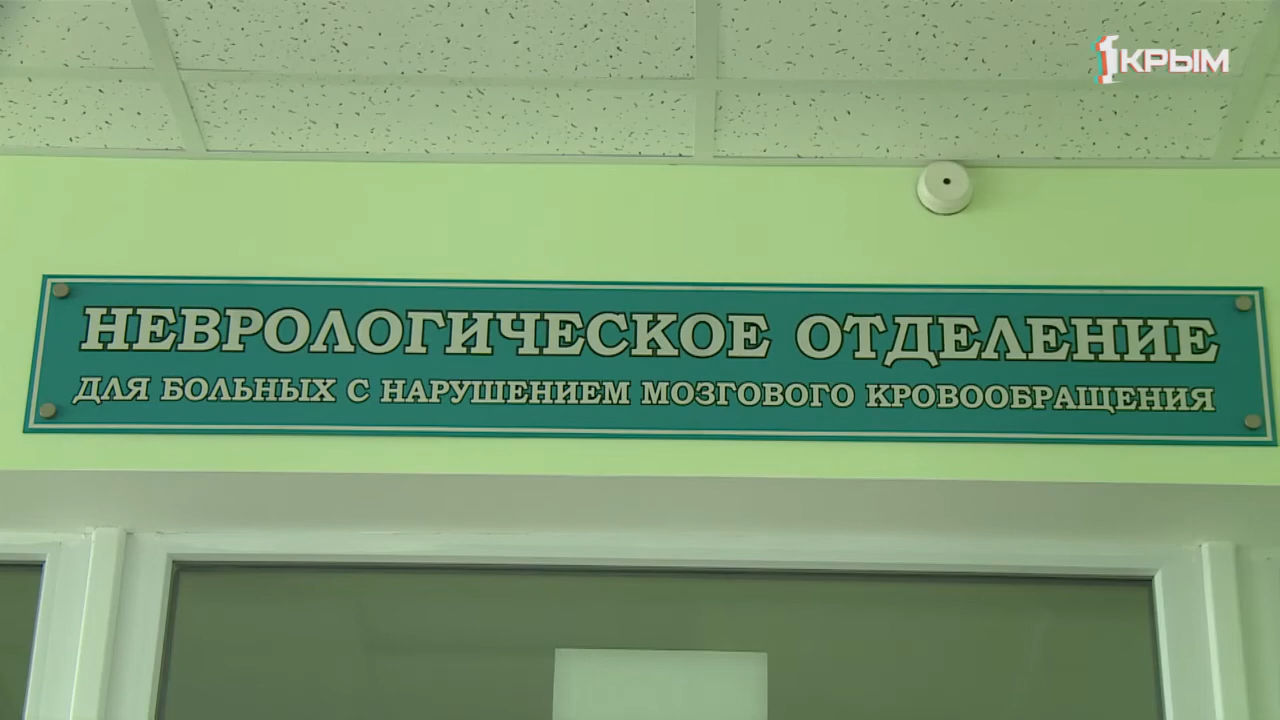 1КРЫМ
НЕВРОЛОГИЧЕСКОЕ ОТДЕЛЕНИЕ
ДЛЯ БОЛЬНЫХ С НАРУШЕНИЕМ МОЗГОВОГО КРОВООБРАЩЕНИЯ